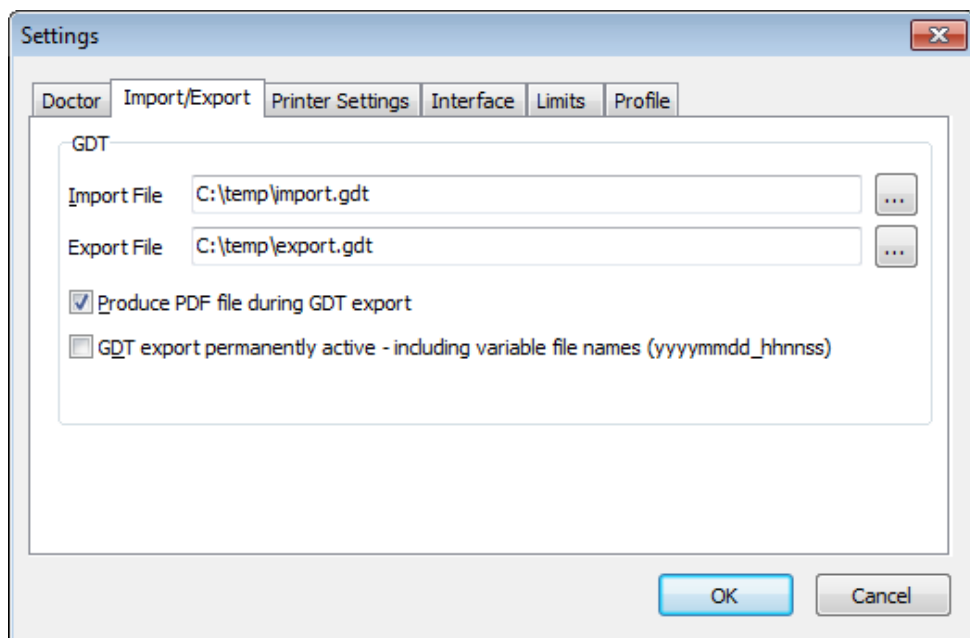 Settings
Doctor Import/Export Printer Settings Interface Limits Profile
GDT
Import File C:\temp\import.gdt ...
Export File C:\temp\export.gdt ...
Produce PDF file during GDT export
GDT export permanently active - including variable file names (yyyymmdd_hhnnss)
OK Cancel